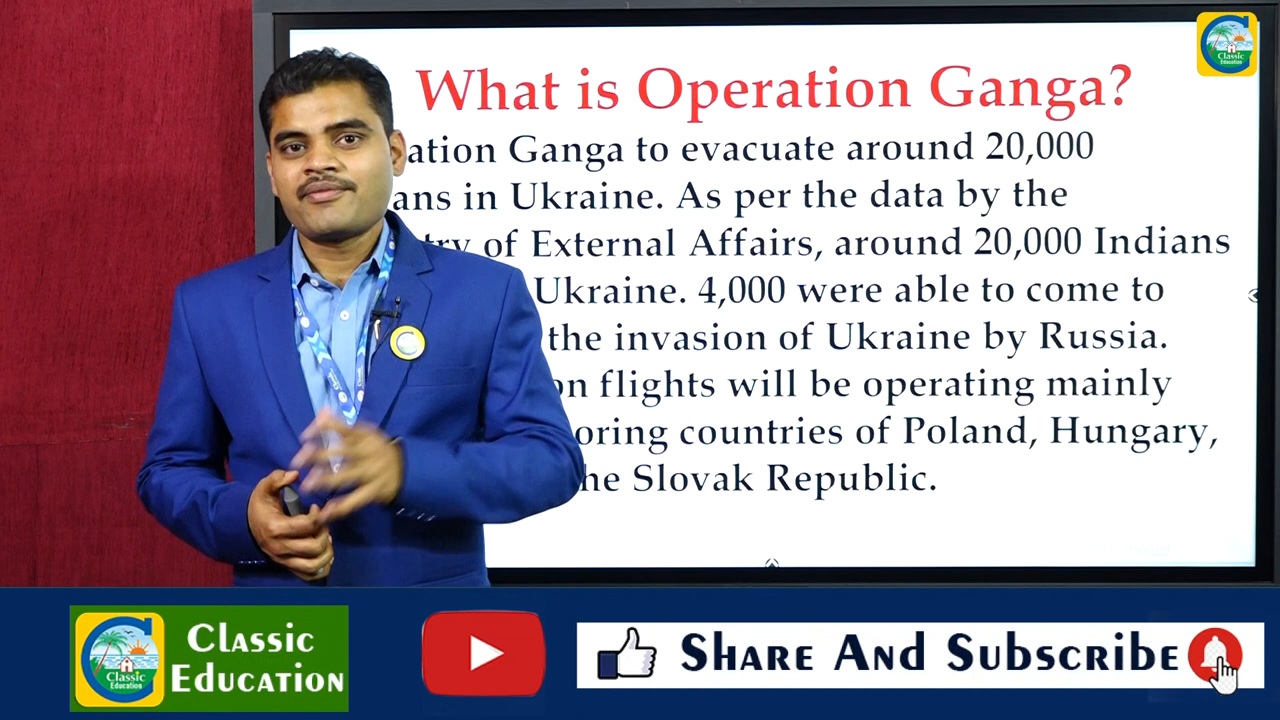 Classic
Education
What is Operation Ganga?
ation Ganga to evacuate around 20,000
ans in Ukraine. As per the data by the
try of External Affairs, around 20,000 Indians
Ukraine. 4,000 were able to come to
the invasion of Ukraine by Russia.
on flights will be operating mainly
oring countries of Poland, Hungary,
he Slovak Republic.
Classic
Education
Classic
Education
Share And Subscribe